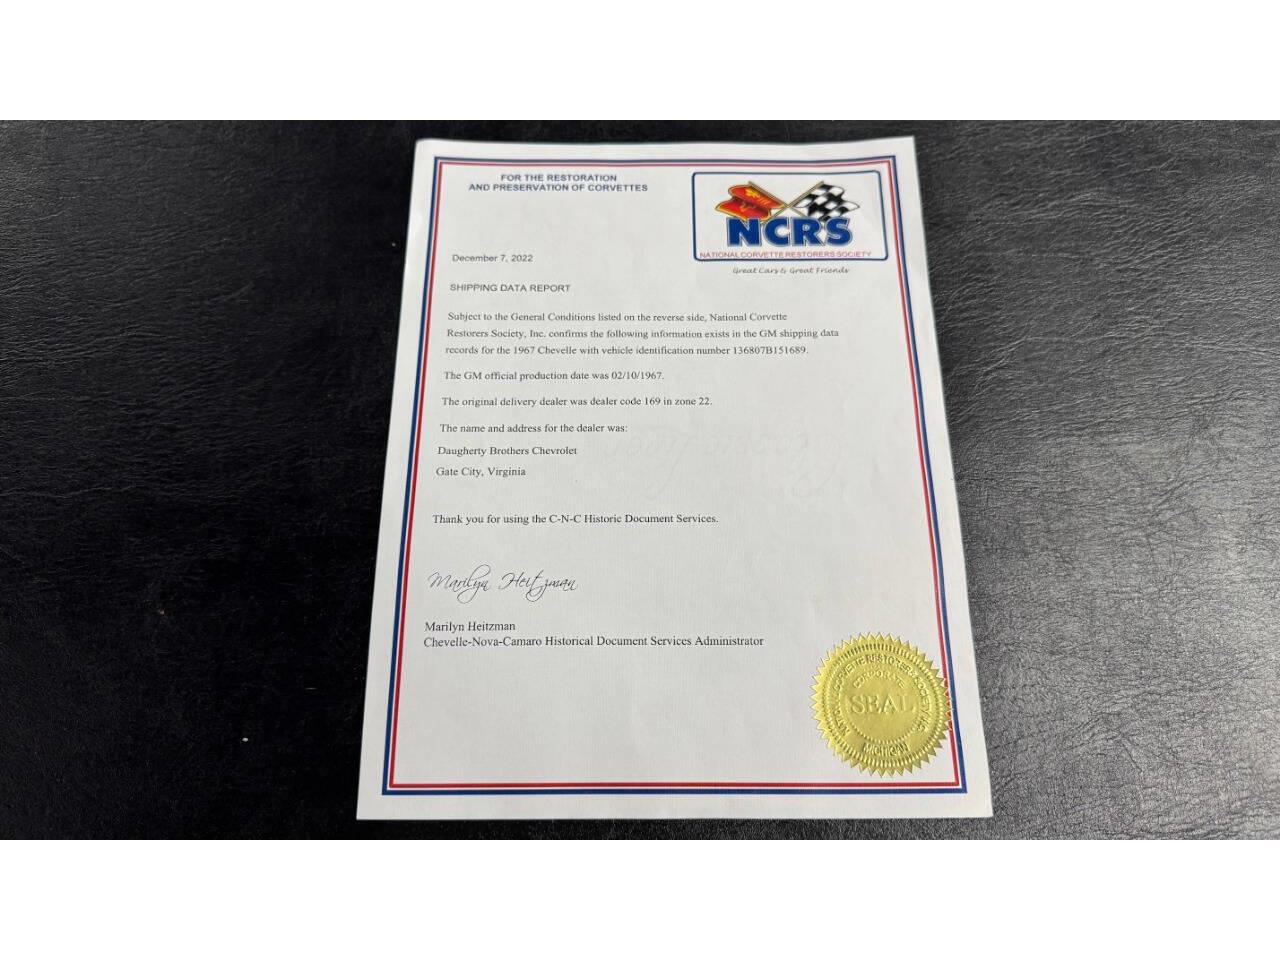 FOR THE RESTORATION
AND PRESERVATION OF CORVETTES
NCRS
NATIONAL CORVETTE RESTORERS SOCIETY
Great Cars & Great Friends
December 7, 2022
SHIPPING DATA REPORT
Subject to the General Conditions listed on the reverse side, National Corvette
Restorers Society, Inc. confirms the following information exists in the GM shipping data
records for the 1967 Chevelle with vehicle identification number 136807B151689.
The GM official production date was 02/10/1967.
The original delivery dealer was dealer code 169 in zone 22.
The name and address for the dealer was:
Daugherty Brothers Chevrolet
Gate City, Virginia
Thank you for using the C-N-C Historic Document Services.
Marilyn Heitzman
Marilyn Heitzman
Chevelle-Nova-Camaro Historical Document Services Administrator
CORVETTE RESTORERS SOCIETY
CORPORATE
SEAL
MICHIGAN